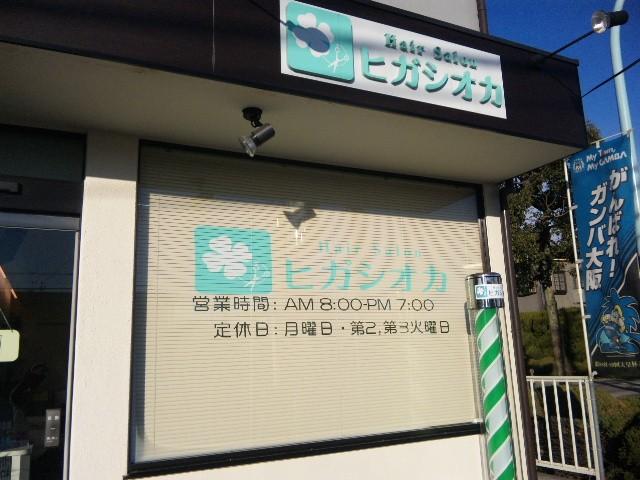 Hair Salon
ヒガシオカ
Hair Salon
ヒガシオカ
営業時間：AM 8:00-PM 7:00
定休日：月曜日・第2,第3火曜日
My Town,
My GAMBA
がんばれ！
ガンバ大阪